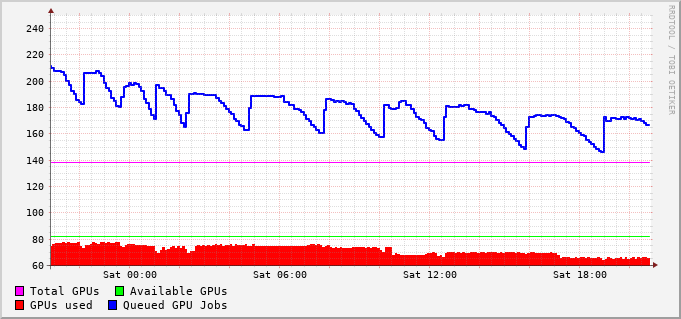 RRDTOOL / TOBI OETIKER
240
220
200
180
160
140
120
100
80
60
Sat 00:00 Sat 06:00 Sat 12:00 Sat 18:00
Total GPUs Available GPUs
GPUs used Queued GPU Jobs